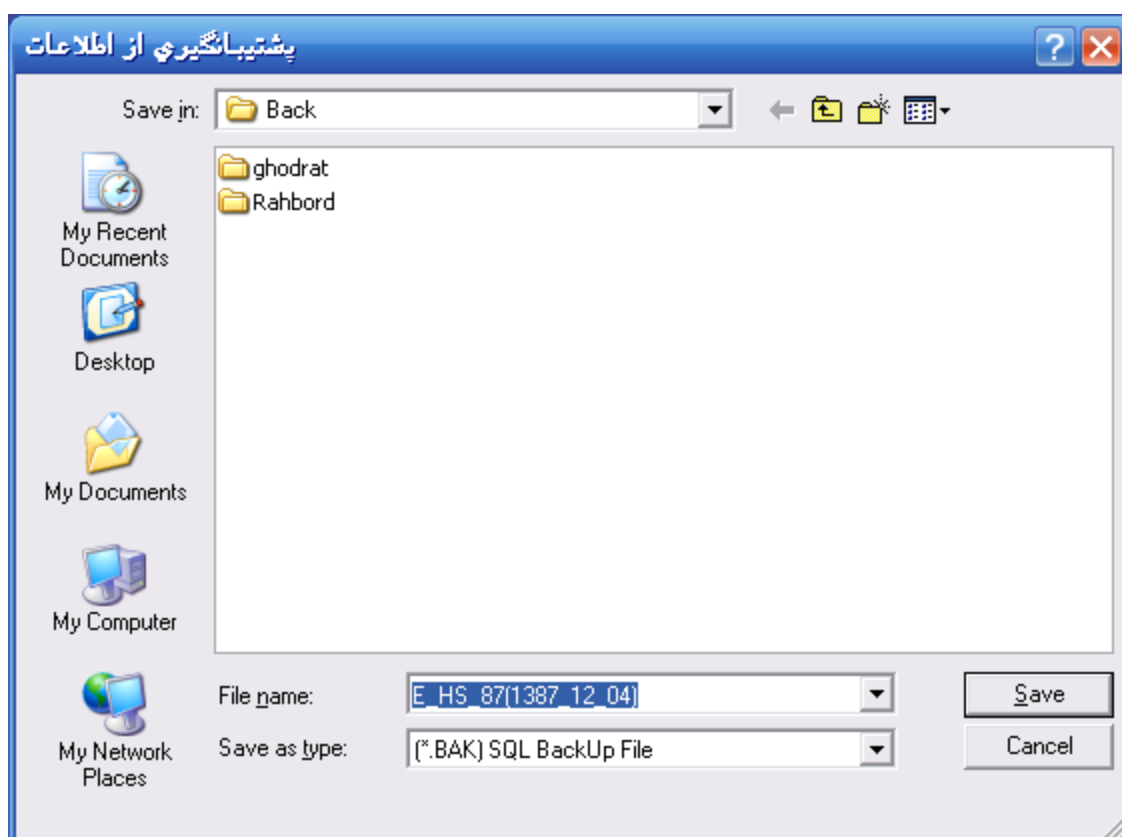 پشتيبانگيري از اطلاعات
Save in:
Back
ghodrat
Rahbord
My Recent
Documents
Desktop
My Documents
My Computer
My Network
Places
File name:
E_HS_87(1387_12_04)
Save
Save as type:
(*.BAK) SQL BackUp File
Cancel